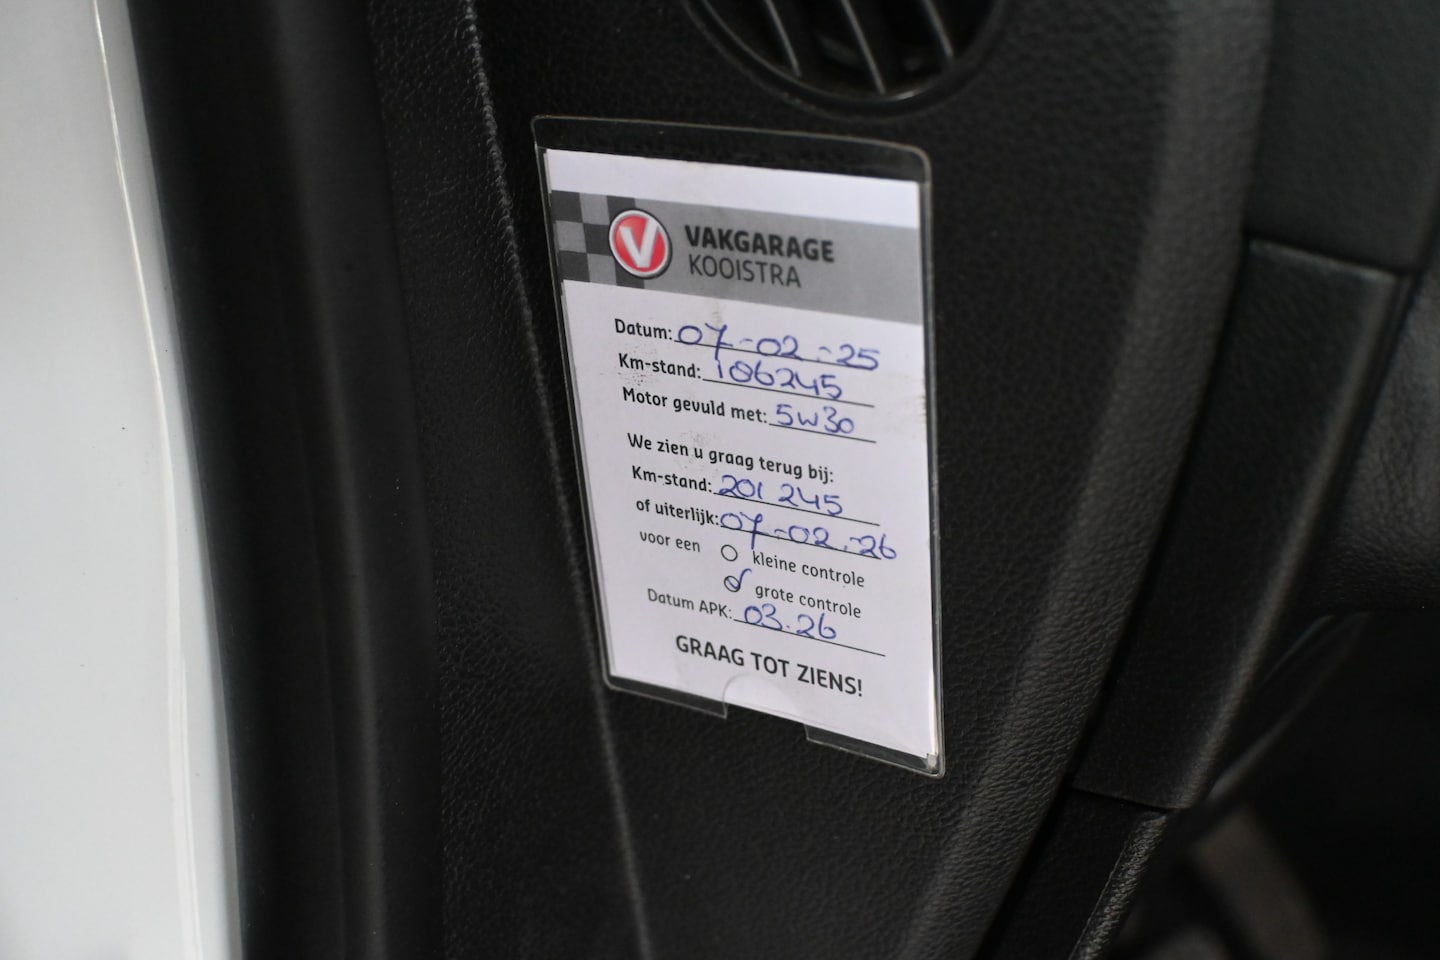 V
VAKGARAGE
KOOISTRA
Datum: 07-02-25
Km-stand: 186245
Motor gevuld met: 5W30
We zien u graag terug bij:
Km-stand: 201 245
of uiterlijk: 07-02-26
voor een kleine controle
grote controle
Datum APK: 03.26
GRAAG TOT ZIENS!